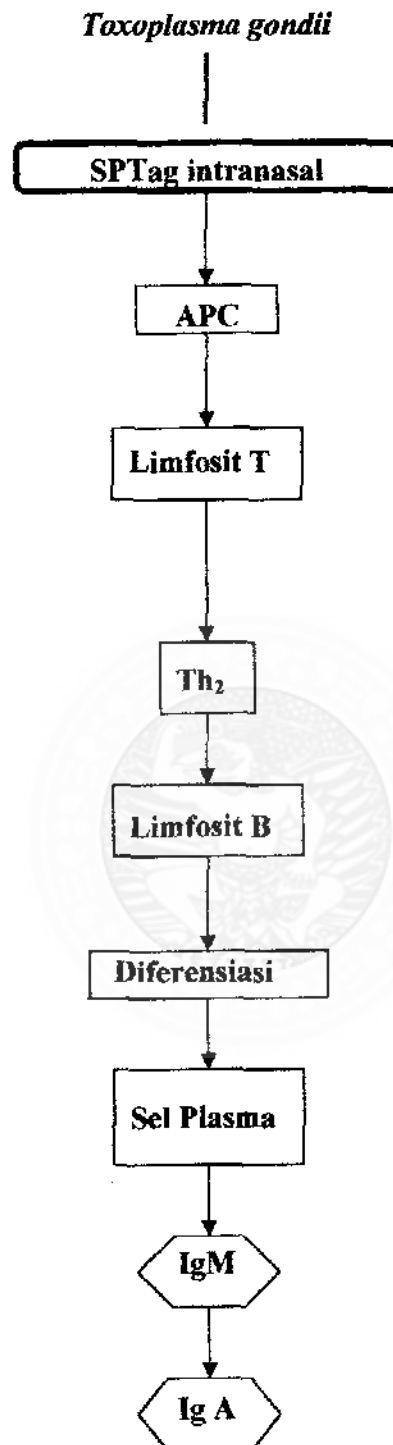 Toxoplasma gondii
SPTag intranasal
APC
Limfosit T
Th₂
Limfosit B
Diferensiasi
Sel Plasma
IgM
Ig A